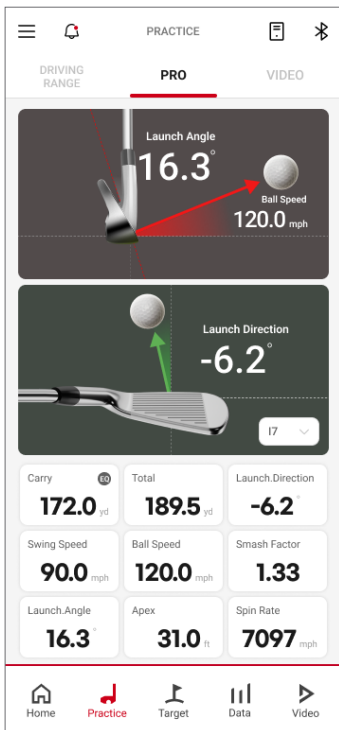 PRACTICE
DRIVING
RANGE
PRO
VIDEO
Launch Angle
16.3°
Ball Speed
120.0 mph
Launch Direction
-6.2°
I7
Carry EQ Total Launch.Direction
172.0 yd 189.5 yd -6.2°
Swing Speed Ball Speed Smash Factor
90.0 mph 120.0 mph 1.33
Launch.Angle Apex Spin Rate
16.3° 31.0 ft 7097 mph
Home Practice Target Data Video